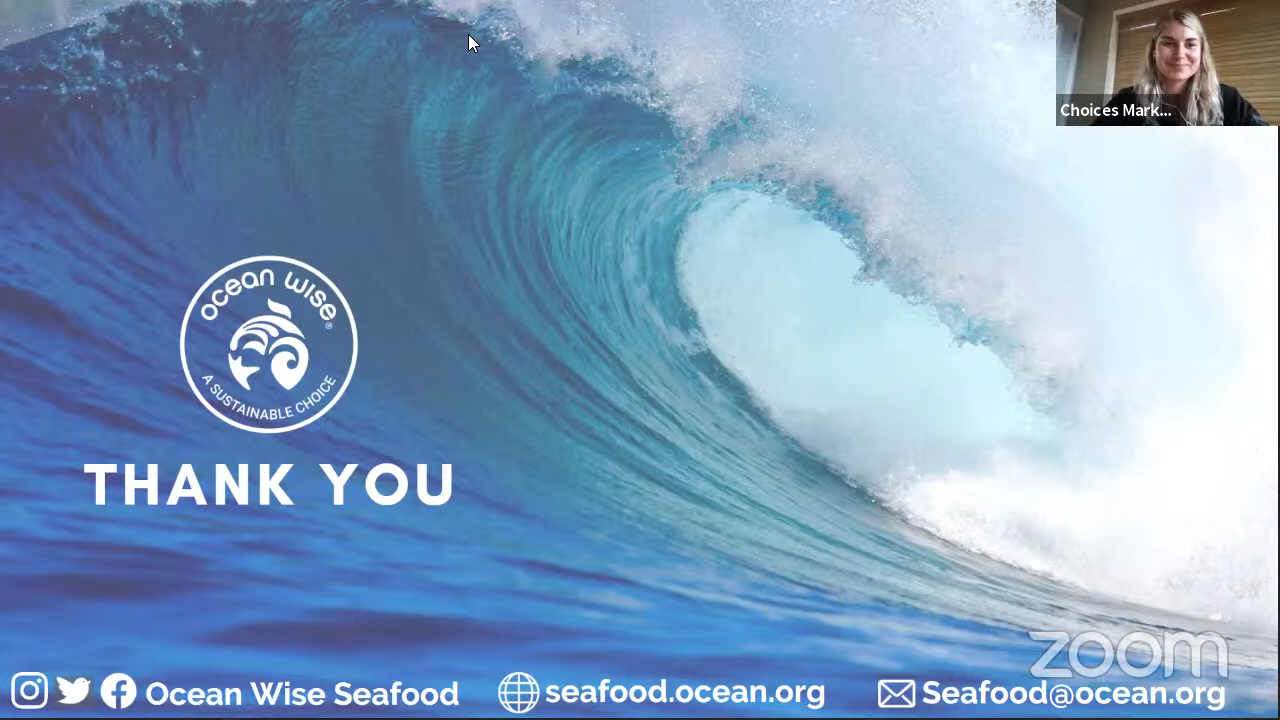 Choices Mark...
ocean wise®
A SUSTAINABLE CHOICE
THANK YOU
zoom
Ocean Wise Seafood
seafood.ocean.org
Seafood@ocean.org